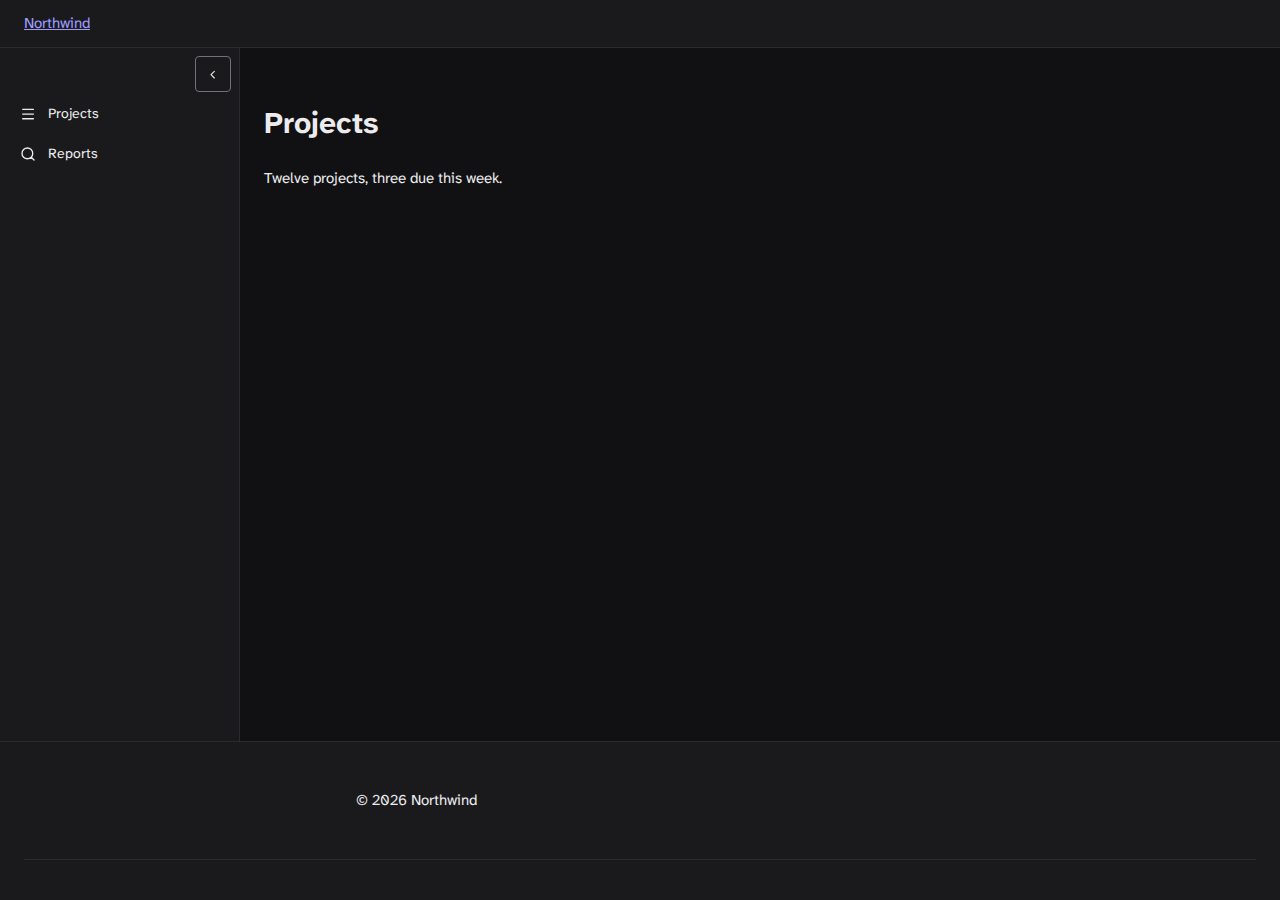 Northwind
Projects
Reports
Projects
Twelve projects, three due this week.
© 2026 Northwind